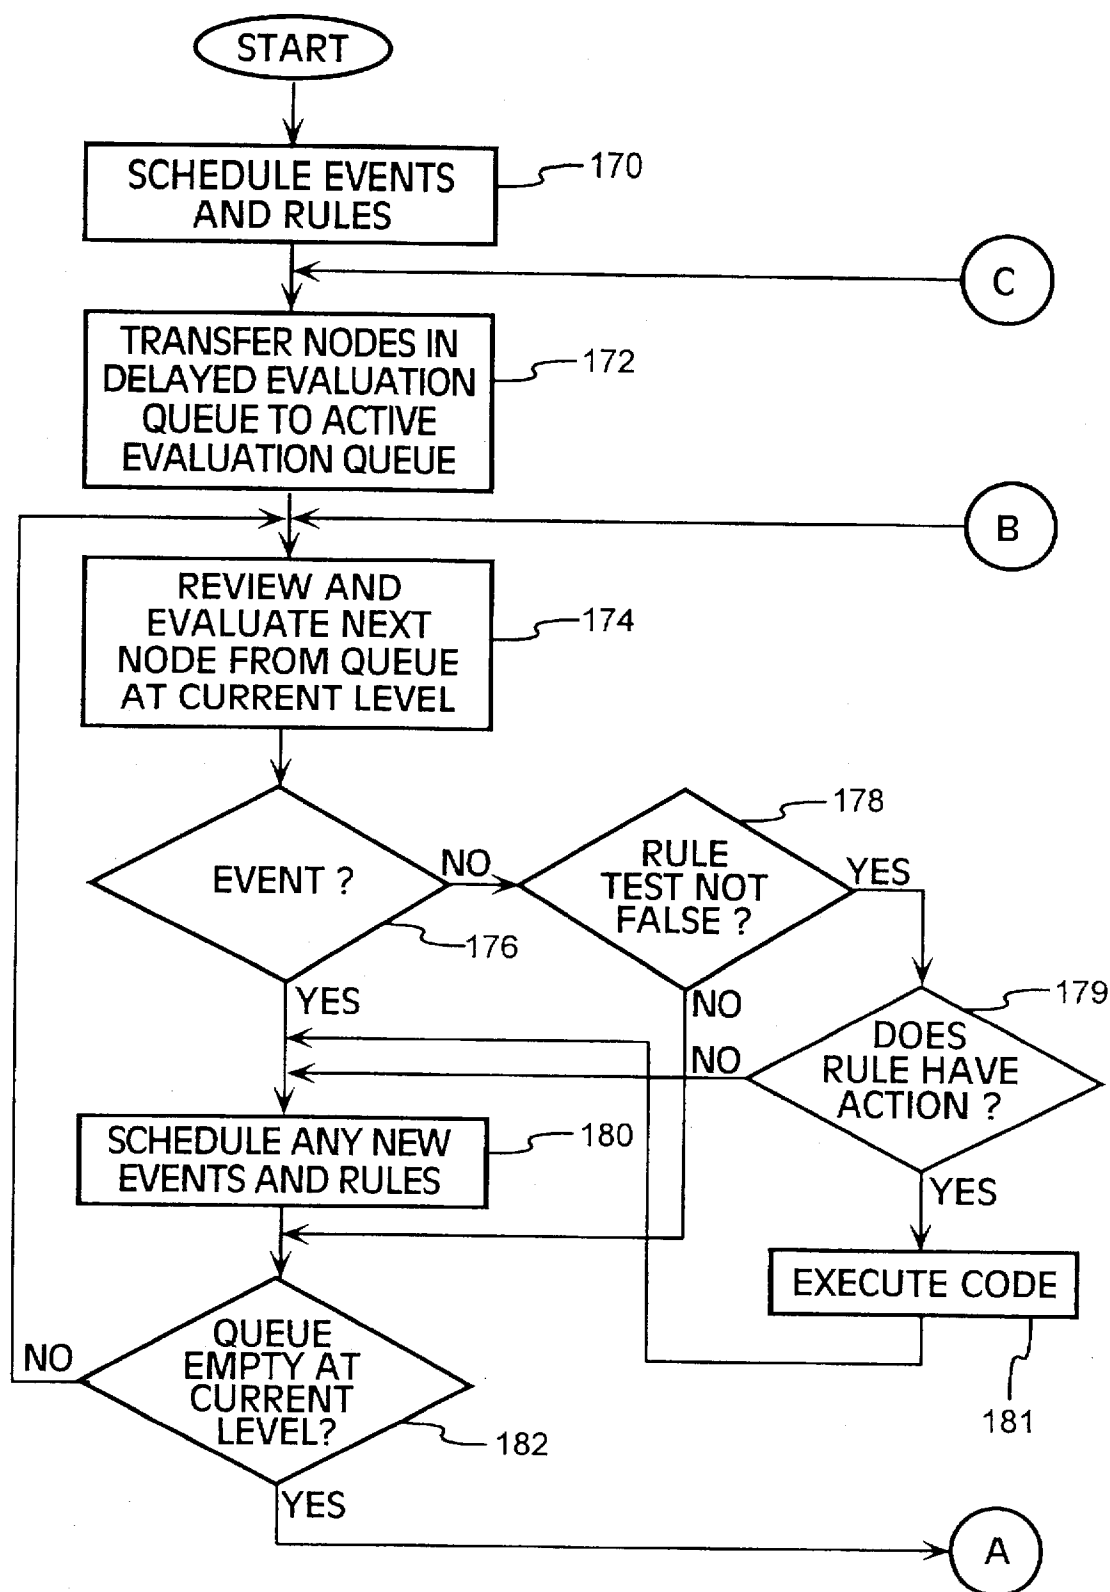 START
SCHEDULE EVENTS
AND RULES
170
C
TRANSFER NODES IN
DELAYED EVALUATION
QUEUE TO ACTIVE
EVALUATION QUEUE
172
B
REVIEW AND
EVALUATE NEXT
NODE FROM QUEUE
AT CURRENT LEVEL
174
EVENT ?
NO
176
YES
RULE
TEST NOT
FALSE ?
178
YES
NO
DOES
RULE HAVE
ACTION ?
179
NO
YES
SCHEDULE ANY NEW
EVENTS AND RULES
180
EXECUTE CODE
181
QUEUE
EMPTY AT
CURRENT
LEVEL?
NO
182
YES
A